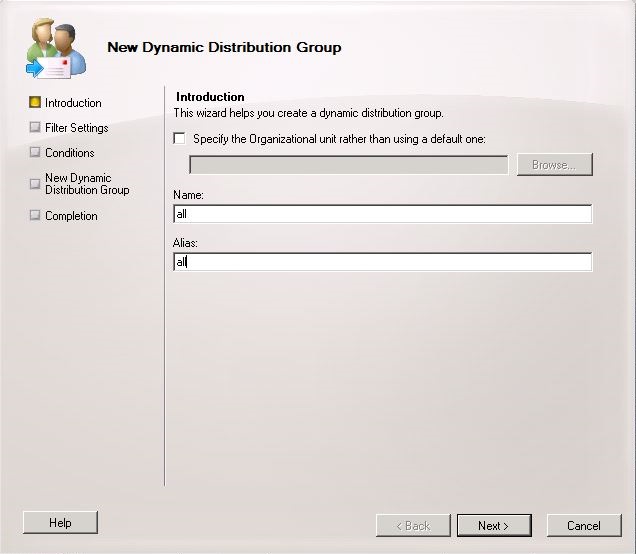 New Dynamic Distribution Group
Introduction
Filter Settings
Conditions
New Dynamic
Distribution Group
Completion
Introduction
This wizard helps you create a dynamic distribution group.
Specify the Organizational unit rather than using a default one:
Browse...
Name:
all
Alias:
all
Help
< Back
Next >
Cancel